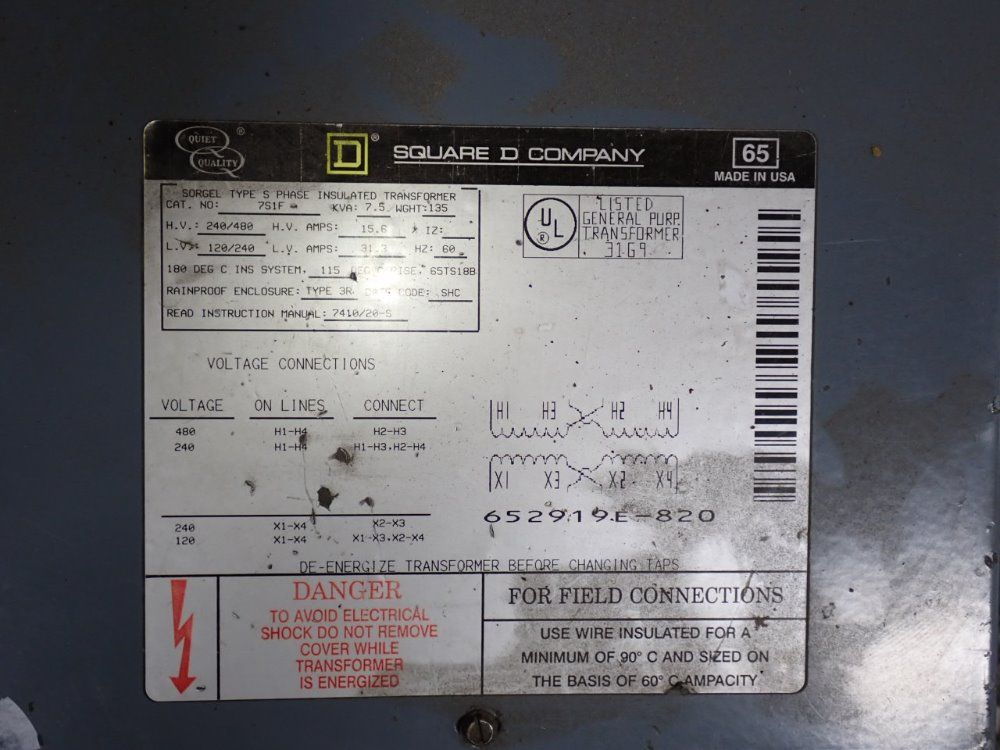 QUIET
QUALITY ®
D ®
SQUARE D COMPANY
65
MADE IN USA
SORGEL TYPE S PHASE INSULATED TRANSFORMER
CAT. NO: 7S1F KVA: 7.5 WGHT: 135
H.V.: 240/480 H.V. AMPS: 15.6 * IZ:
L.V.: 120/240 L.V. AMPS: 31.3 HZ: 60
180 DEG C INS SYSTEM, 115 DEG C RISE, 65TS18B
RAINPROOF ENCLOSURE: TYPE 3R. DATE CODE: SHC
READ INSTRUCTION MANUAL: 7410/20-S
UL ®
LISTED
GENERAL PURP.
TRANSFORMER
31G9
VOLTAGE CONNECTIONS
VOLTAGE ON LINES CONNECT
480 H1-H4 H2-H3
240 H1-H4 H1-H3,H2-H4
240 X1-X4 X2-X3
120 X1-X4 X1-X3,X2-X4
H1 H3 H2 H4
X1 X3 X2 X4
652919E-820
DE-ENERGIZE TRANSFORMER BEFORE CHANGING TAPS
DANGER
TO AVOID ELECTRICAL
SHOCK DO NOT REMOVE
COVER WHILE
TRANSFORMER
IS ENERGIZED
FOR FIELD CONNECTIONS
USE WIRE INSULATED FOR A
MINIMUM OF 90° C AND SIZED ON
THE BASIS OF 60° C AMPACITY